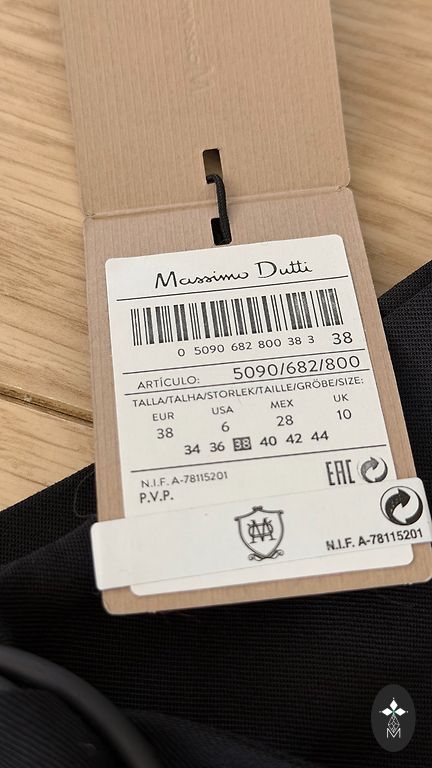 Massimo Dutti
0 5090 682 800 38 3 38
ARTÍCULO: 5090/682/800
TALLA/TALHA/STORLEK/TAILLE/GRÖBE/SIZE:
EUR USA MEX UK
38 6 28 10
34 36 38 40 42 44
N.I.F. A-78115201 EAC
P.V.P.
N.I.F. A-78115201
M